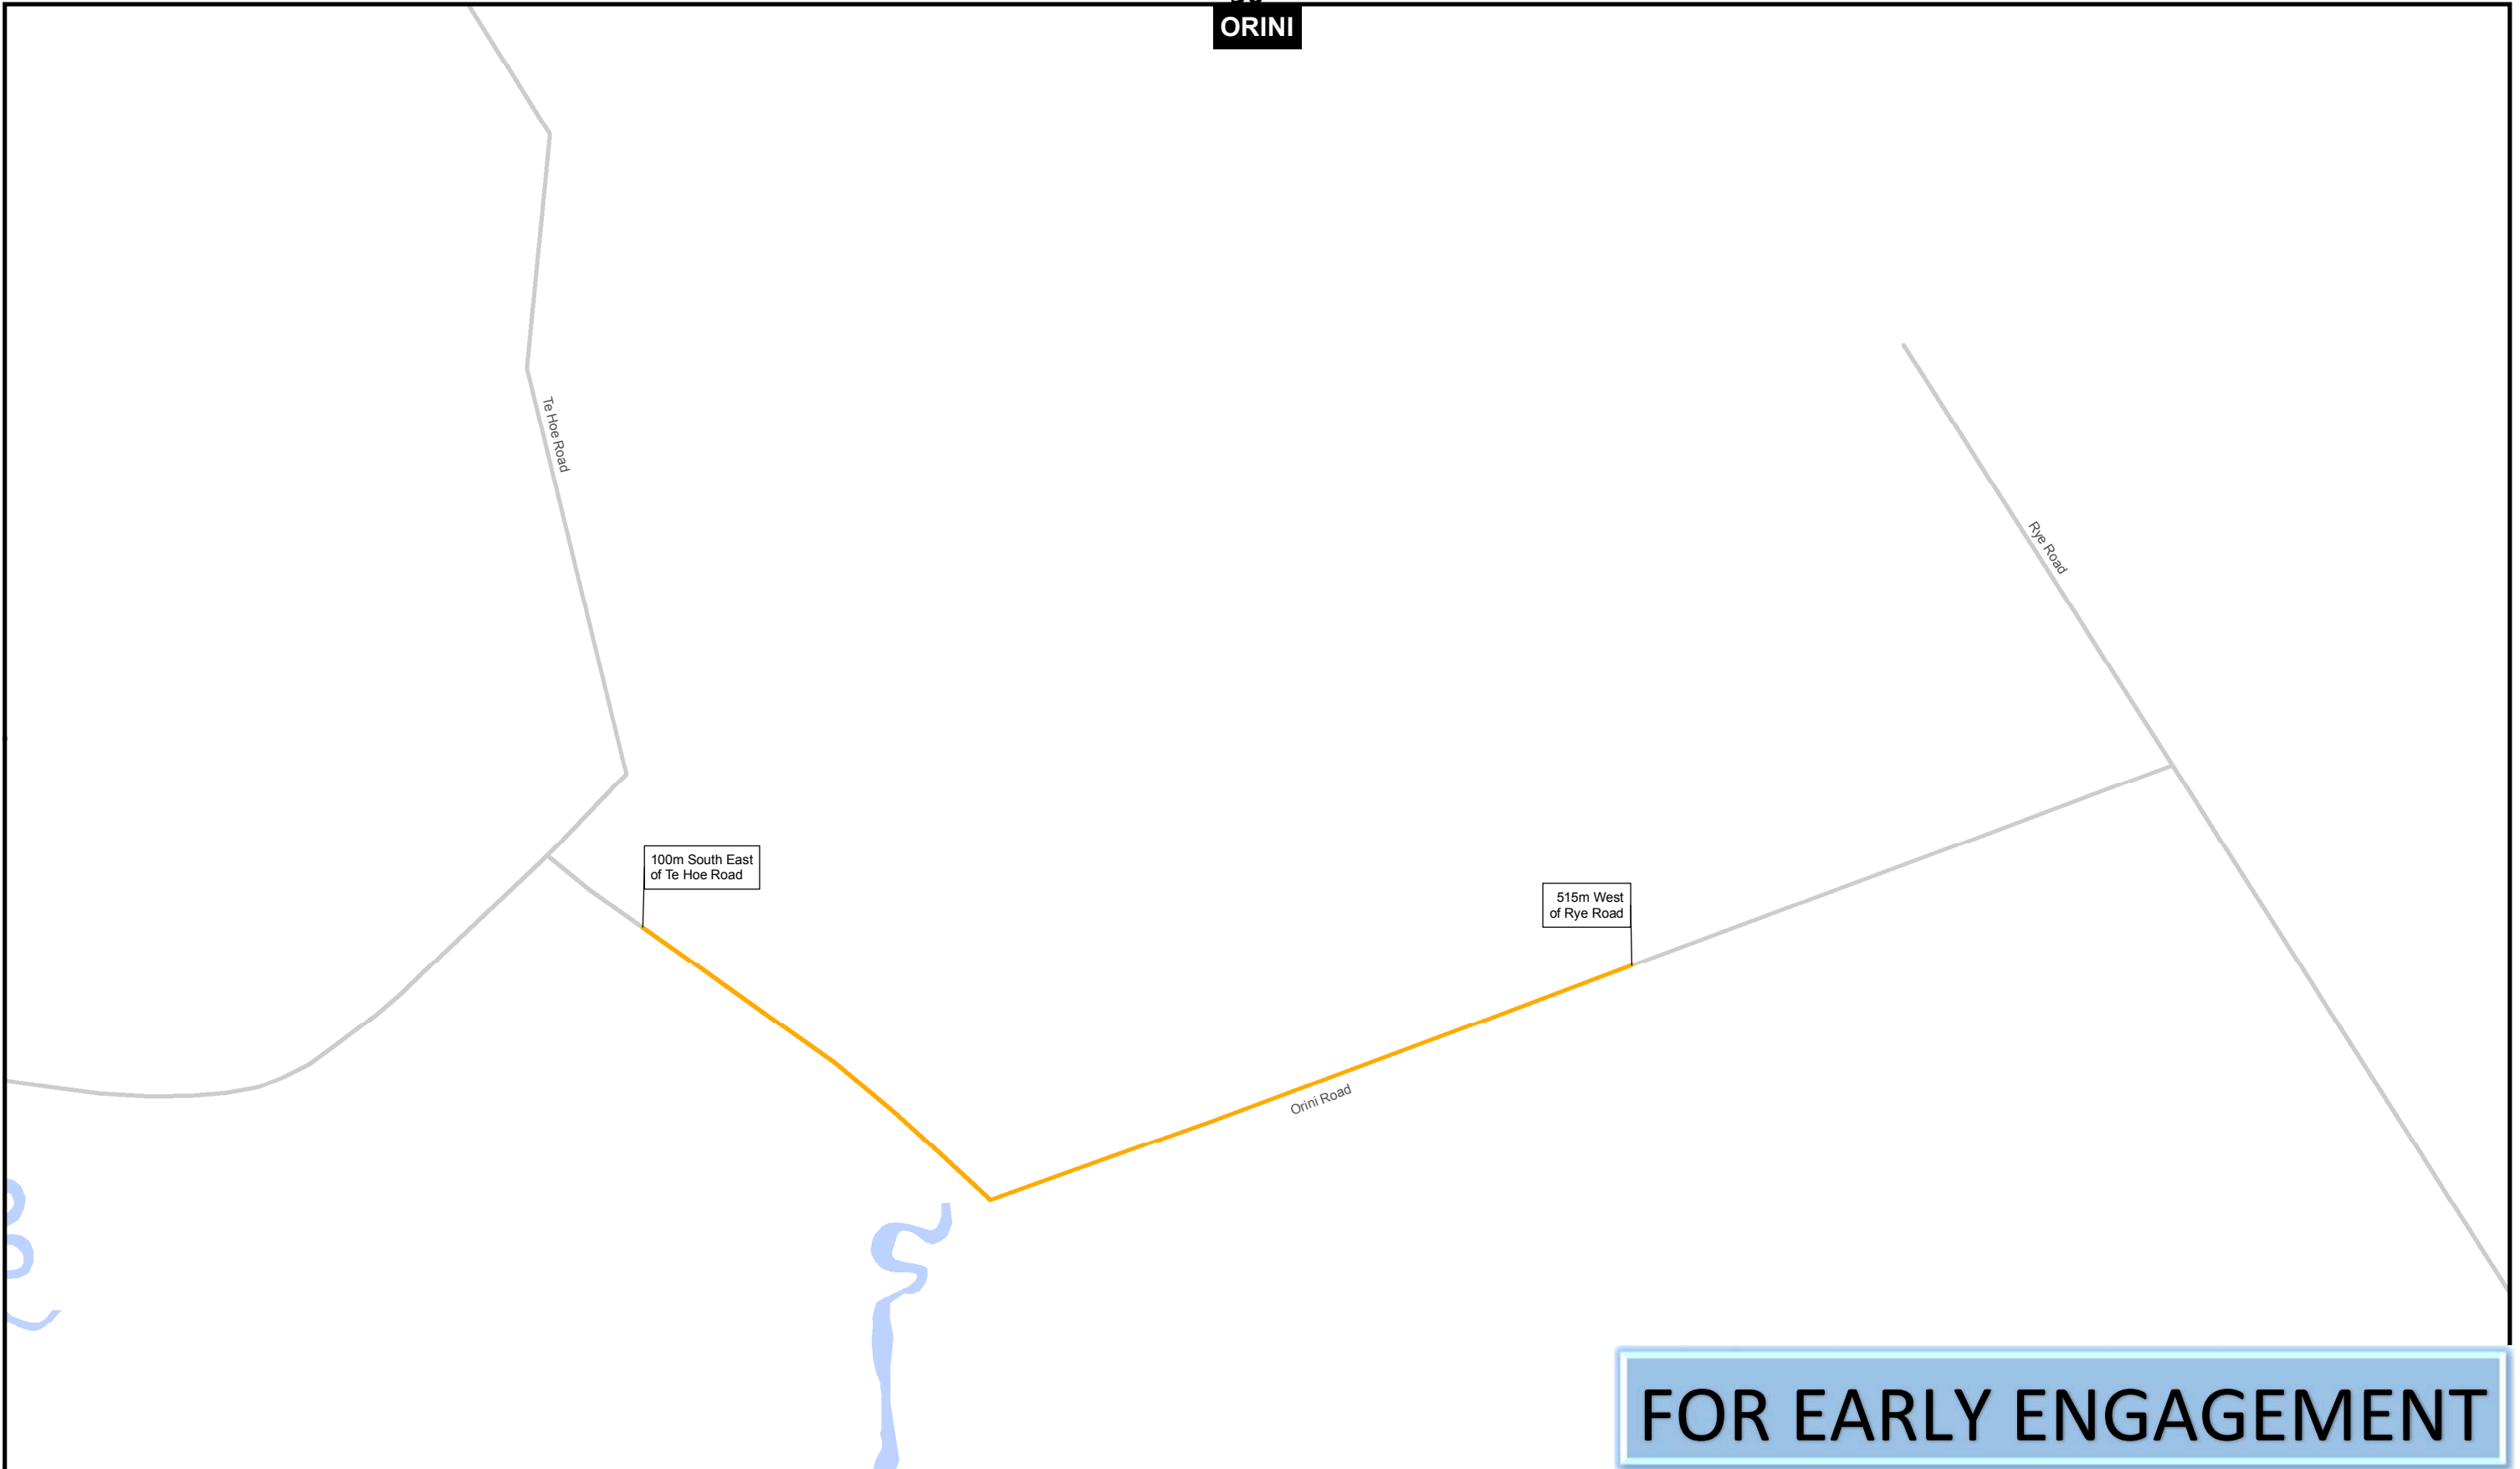 ORINI
Te Hoe Road
Rye Road
100m South East
of Te Hoe Road
515m West
of Rye Road
Orini Road
FOR EARLY ENGAGEMENT